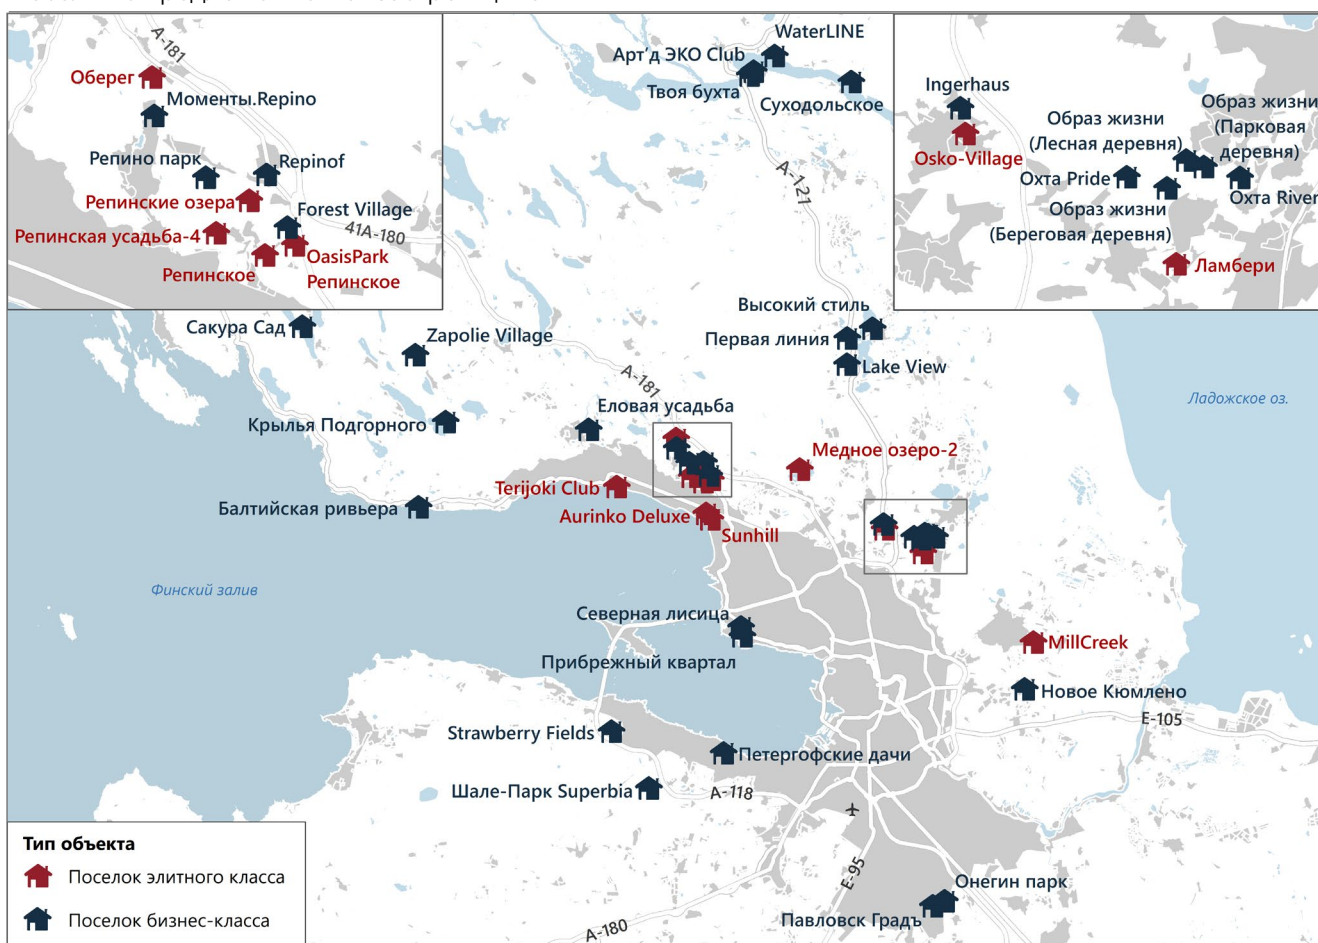 А-181
Оберег
Моменты.Repino
Репино парк
Repinof
Репинские озера
Forest Village
Репинская усадьба-4
41А-180
OasisPark
Репинское
Репинское
WaterLINE
Арт'д ЭКО Club
Твоя бухта
Суходольское
А-121
Ingerhaus
Osko-Village
Образ жизни
(Лесная деревня)
Образ жизни
(Парковая
деревня)
Охта Pride
Охта River
Образ жизни
(Береговая деревня)
Ламбери
Сакура Сад
Zapolie Village
Высокий стиль
Первая линия
Lake View
А-181
Еловая усадьба
Крылья Подгорного
Ладожское оз.
Медное озеро-2
Terijoki Club
Балтийская ривьера
Aurinko Deluxe
Sunhill
Финский залив
Северная лисица
Прибрежный квартал
MillCreek
Новое Кюмлено
Е-105
Strawberry Fields
Петергофские дачи
Шале-Парк Superbia
А-118
Тип объекта
Поселок элитного класса
Поселок бизнес-класса
Е-95
Онегин парк
Павловск Градъ
А-180